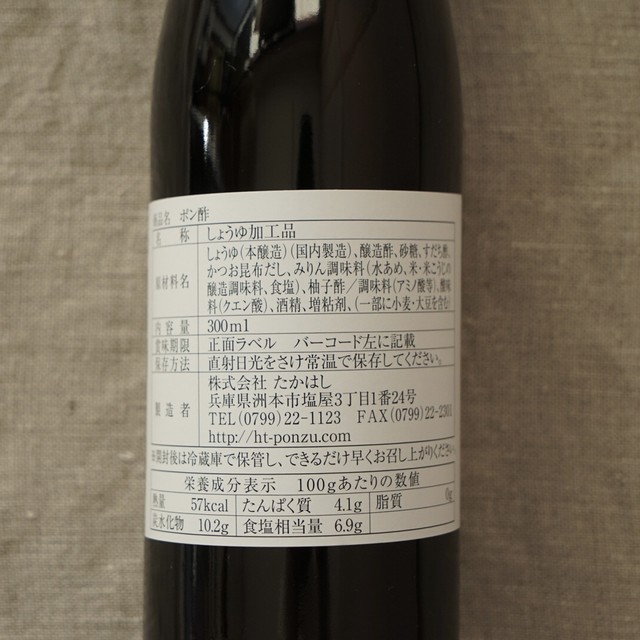 商品名 ポン酢
名称 しょうゆ加工品
原材料名 しょうゆ(本醸造)(国内製造)、醸造酢、砂糖、すだち酢、
かつお昆布だし、みりん調味料(水あめ、米・米こうじの
醸造調味料、食塩)、柚子酢／調味料(アミノ酸等)、酸味
料(クエン酸)、酒精、増粘剤、(一部に小麦・大豆を含む)
内容量 300ml
賞味期限 正面ラベル バーコード左に記載
保存方法 直射日光をさけ常温で保存してください。
製造者 株式会社 たかはし
兵庫県洲本市塩屋3丁目1番24号
TEL(0799)22-1123 FAX(0799)22-2301
http://ht-ponzu.com
※開封後は冷蔵庫で保管し、できるだけ早くお召し上がりください。
栄養成分表示 100gあたりの数値
熱量 57kcal たんぱく質 4.1g 脂質 0g
炭水化物 10.2g 食塩相当量 6.9g